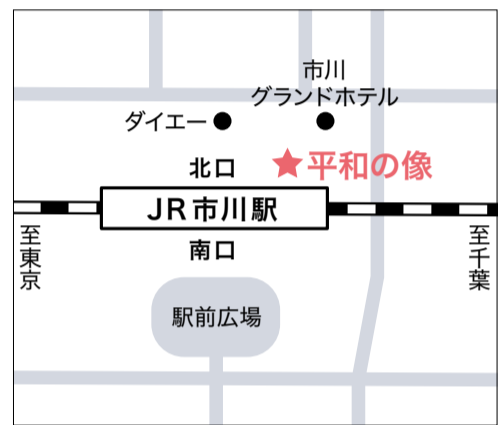 市川
グランドホテル
ダイエー
平和の像
北口
JR市川駅
南口
至東京
至千葉
駅前広場